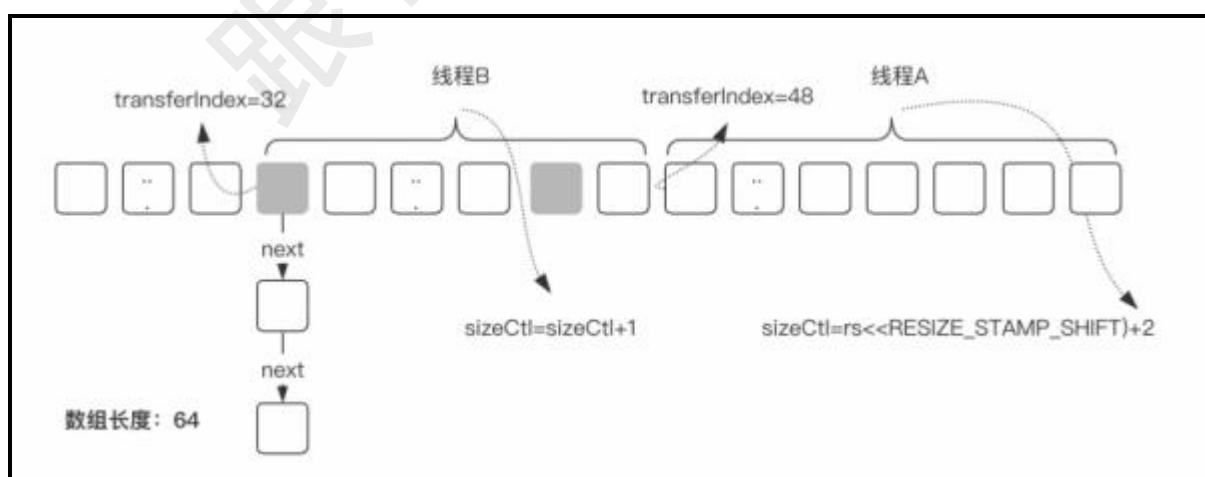 跟
线程B
线程A
transferIndex=32
transferIndex=48
next
sizeCtl=sizeCtl+1
sizeCtl=rs<<RESIZE_STAMP_SHIFT)+2
next
数组长度：64